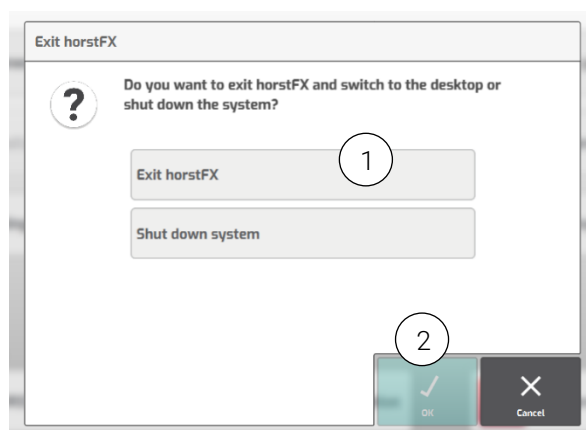 Exit horstFX
Do you want to exit horstFX and switch to the desktop or
shut down the system?
?
1
Exit horstFX
Shut down system
2
OK
Cancel